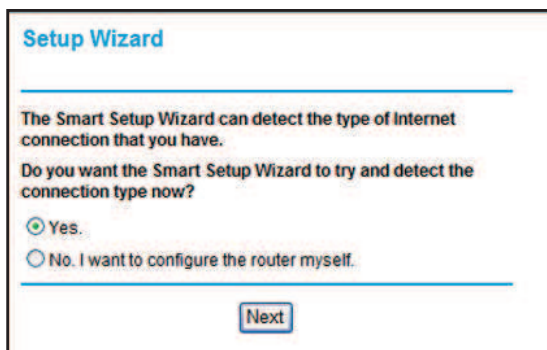 Setup Wizard
The Smart Setup Wizard can detect the type of Internet
connection that you have.
Do you want the Smart Setup Wizard to try and detect the
connection type now?
Yes.
No. I want to configure the router myself.
Next